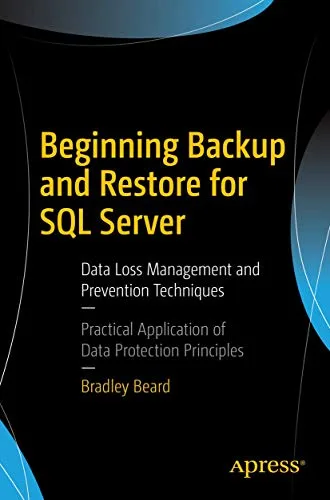 Beginning Backup
and Restore for
SQL Server
Data Loss Management and
Prevention Techniques
—
Practical Application of
Data Protection Principles
—
Bradley Beard
Apress®